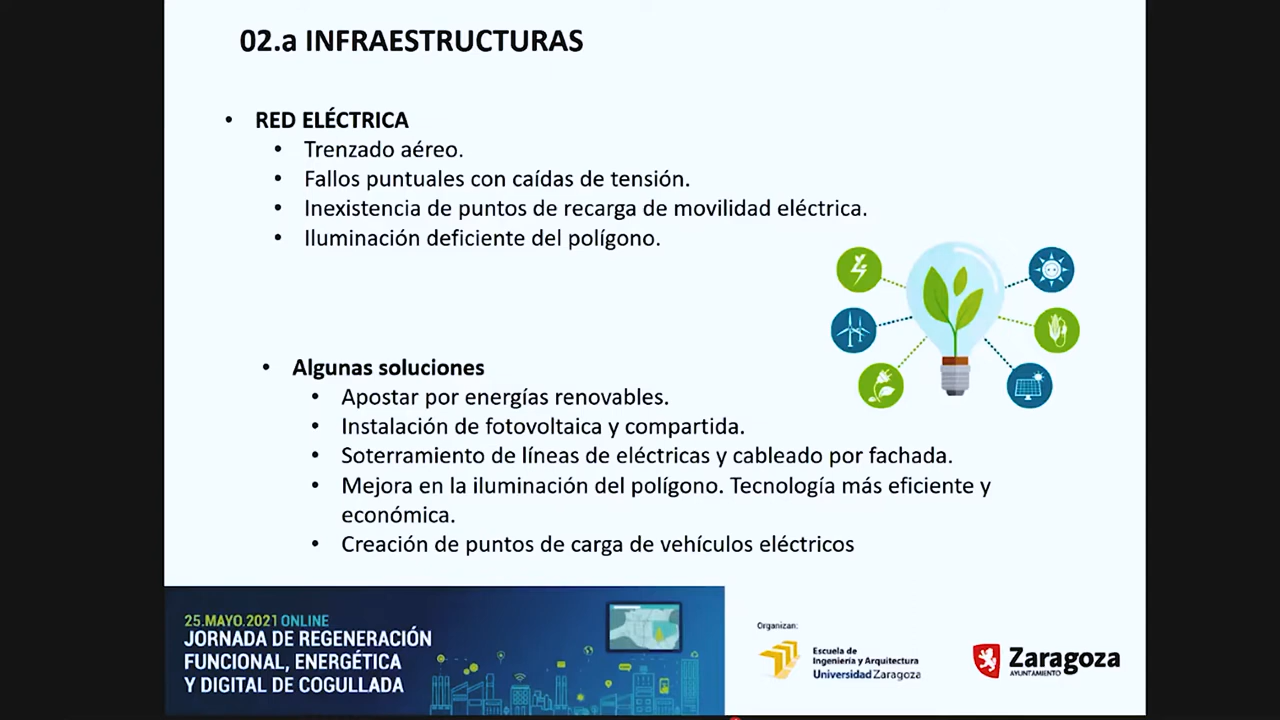 02.a INFRAESTRUCTURAS
• RED ELÉCTRICA
• Trenzado aéreo.
• Fallos puntuales con caídas de tensión.
• Inexistencia de puntos de recarga de movilidad eléctrica.
• Iluminación deficiente del polígono.
• Algunas soluciones
• Apostar por energías renovables.
• Instalación de fotovoltaica y compartida.
• Soterramiento de líneas de eléctricas y cableado por fachada.
• Mejora en la iluminación del polígono. Tecnología más eficiente y
económica.
• Creación de puntos de carga de vehículos eléctricos
25.MAYO.2021 ONLINE
JORNADA DE REGENERACIÓN
FUNCIONAL, ENERGÉTICA
Y DIGITAL DE COGULLADA
Organizan:
Escuela de
Ingeniería y Arquitectura
Universidad Zaragoza
Zaragoza
AYUNTAMIENTO